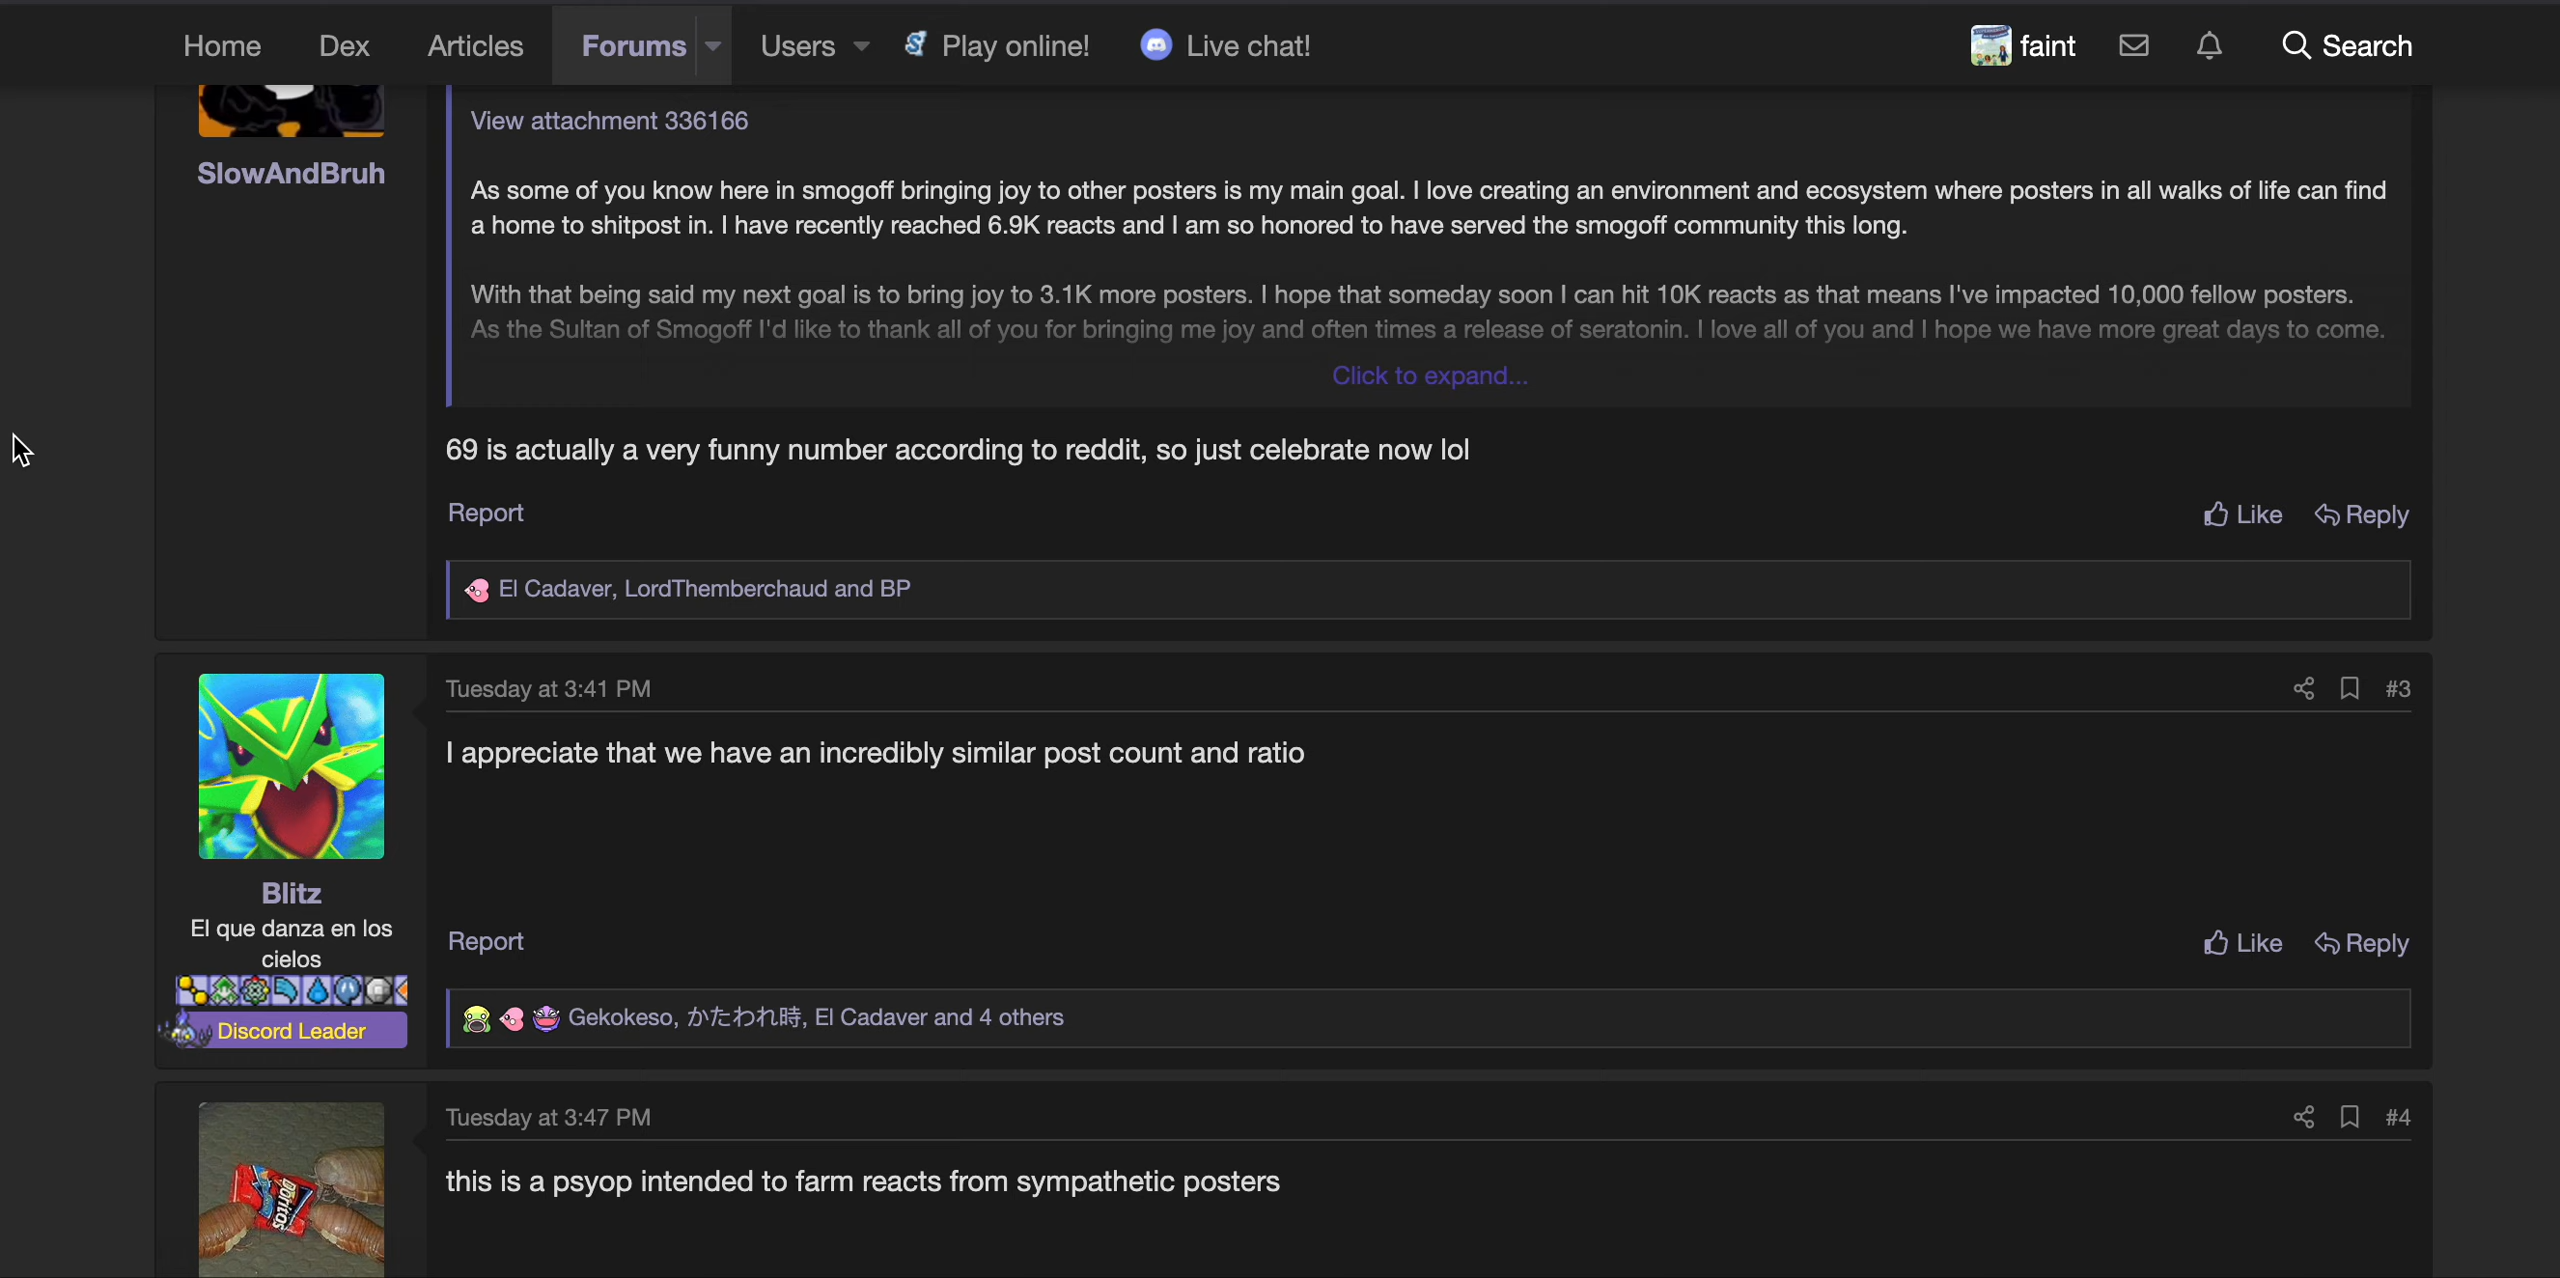 Home Dex Articles Forums Users Play online! Live chat! faint Search
View attachment 336166
SlowAndBruh
As some of you know here in smogoff bringing joy to other posters is my main goal. I love creating an environment and ecosystem where posters in all walks of life can find
a home to shitpost in. I have recently reached 6.9K reacts and I am so honored to have served the smogoff community this long.
With that being said my next goal is to bring joy to 3.1K more posters. I hope that someday soon I can hit 10K reacts as that means I've impacted 10,000 fellow posters.
As the Sultan of Smogoff I'd like to thank all of you for bringing me joy and often times a release of seratonin. I love all of you and I hope we have more great days to come.
Click to expand...
69 is actually a very funny number according to reddit, so just celebrate now lol
Report Like Reply
El Cadaver, LordThemberchaud and BP
Tuesday at 3:41 PM #3
I appreciate that we have an incredibly similar post count and ratio
Blitz
El que danza en los
cielos
Discord Leader
Report Like Reply
Gekokeso, かたわれ時, El Cadaver and 4 others
Tuesday at 3:47 PM #4
this is a psyop intended to farm reacts from sympathetic posters
Doritos